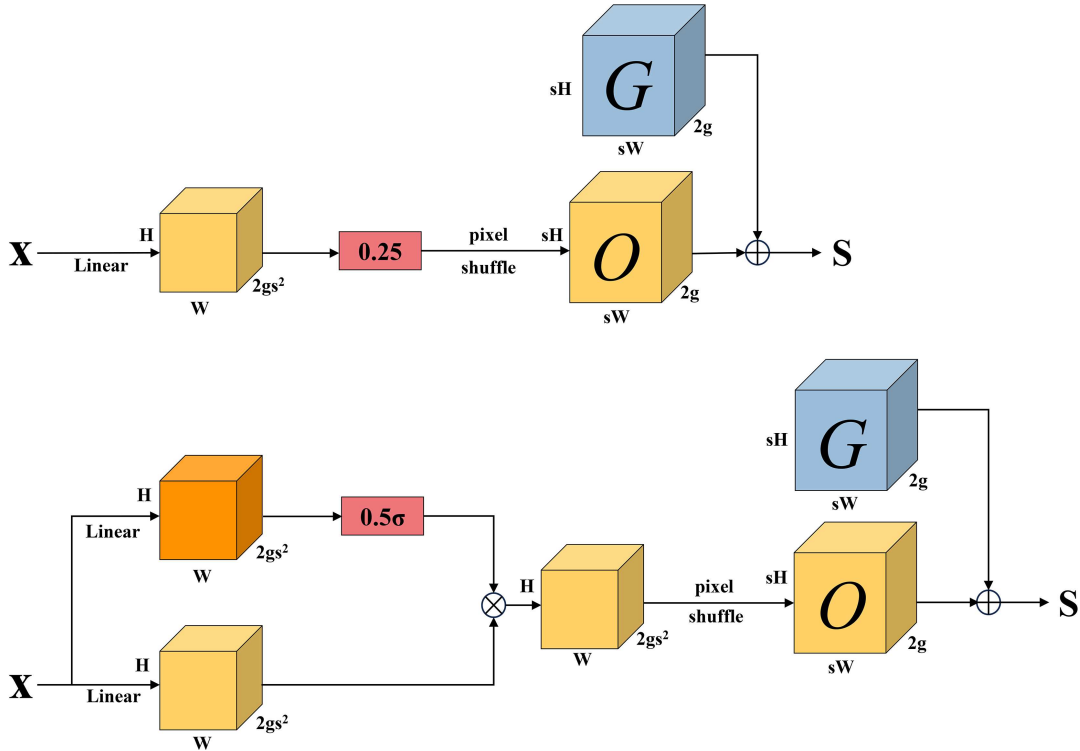 G
sH
2g
sW
X
Linear
H
2gs²
W
0.25
pixel
shuffle
sH
O
2g
sW
S
G
sH
2g
sW
H
Linear
2gs²
W
0.5σ
X
Linear
H
2gs²
W
H
2gs²
W
pixel
shuffle
sH
O
2g
sW
S